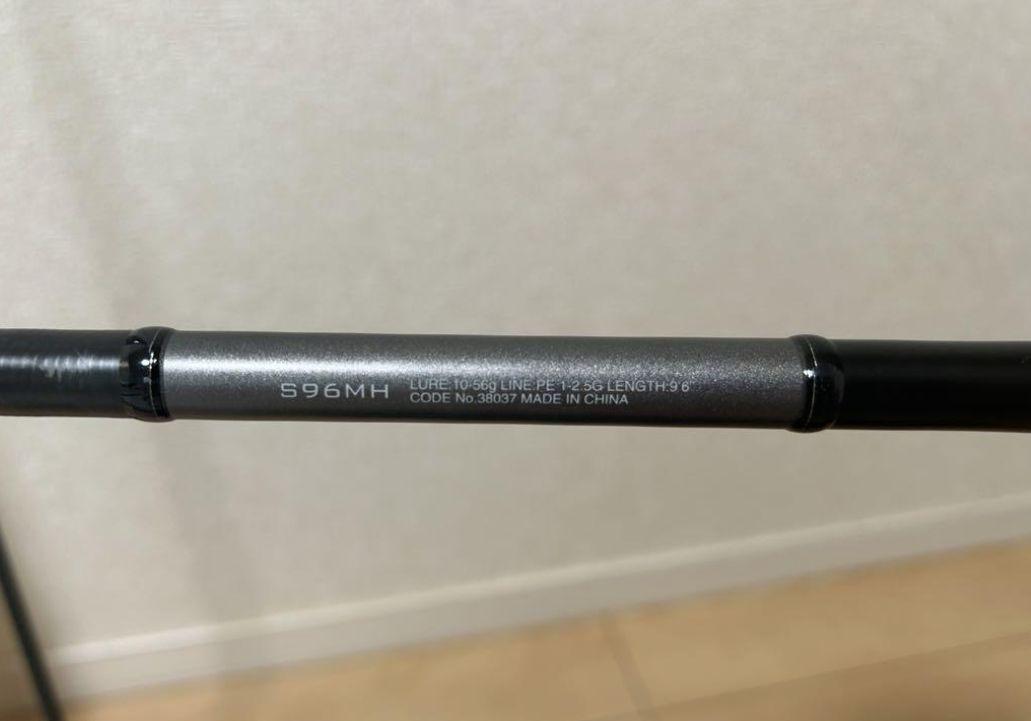 S96MH
LURE:10-56g LINE:PE 1-2.5G LENGTH:9'6"
CODE No.38037 MADE IN CHINA